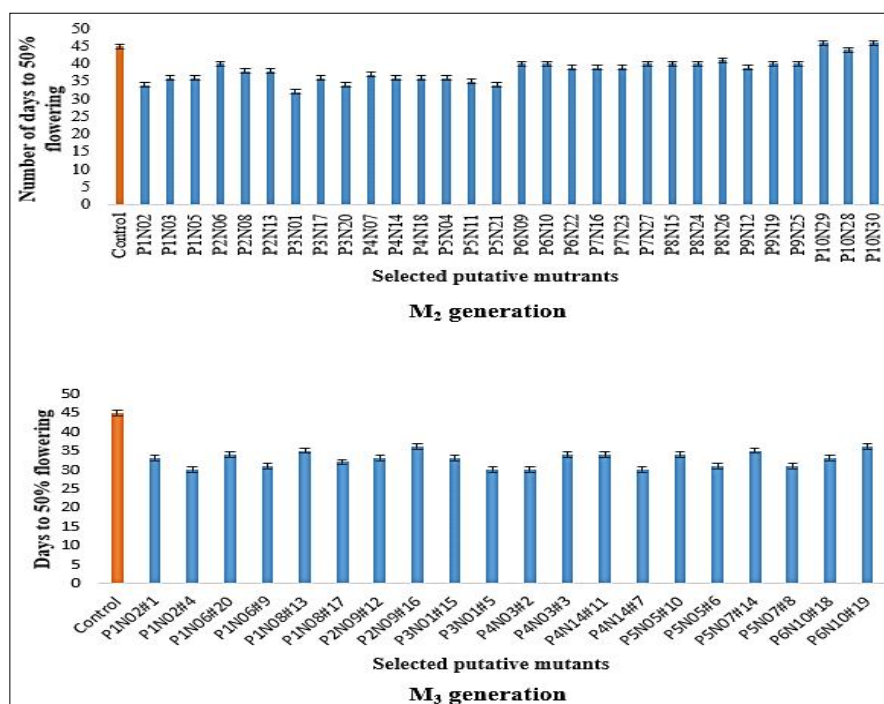 Number of days to 50%
flowering
50
45
40
35
30
25
20
15
10
5
0
Control
P1N02
P1N03
P1N05
P2N06
P2N08
P2N13
P3N01
P3N17
P3N20
P4N07
P4N14
P4N18
P5N04
P5N11
P5N21
P6N09
P6N10
P6N22
P7N16
P7N23
P7N27
P8N15
P8N24
P8N26
P9N12
P9N19
P9N25
P10N29
P10N28
P10N30
Selected putative mutrants
M₂ generation
Days to 50% flowering
50
45
40
35
30
25
20
15
10
5
0
Control
P1N02#1
P1N02#4
P1N06#20
P1N06#9
P1N08#13
P1N08#17
P2N09#12
P2N09#16
P3N01#15
P3N01#5
P4N03#2
P4N03#3
P4N14#11
P4N14#7
P5N05#10
P5N05#6
P5N07#14
P5N07#8
P6N10#18
P6N10#19
Selected putative mutants
M₃ generation